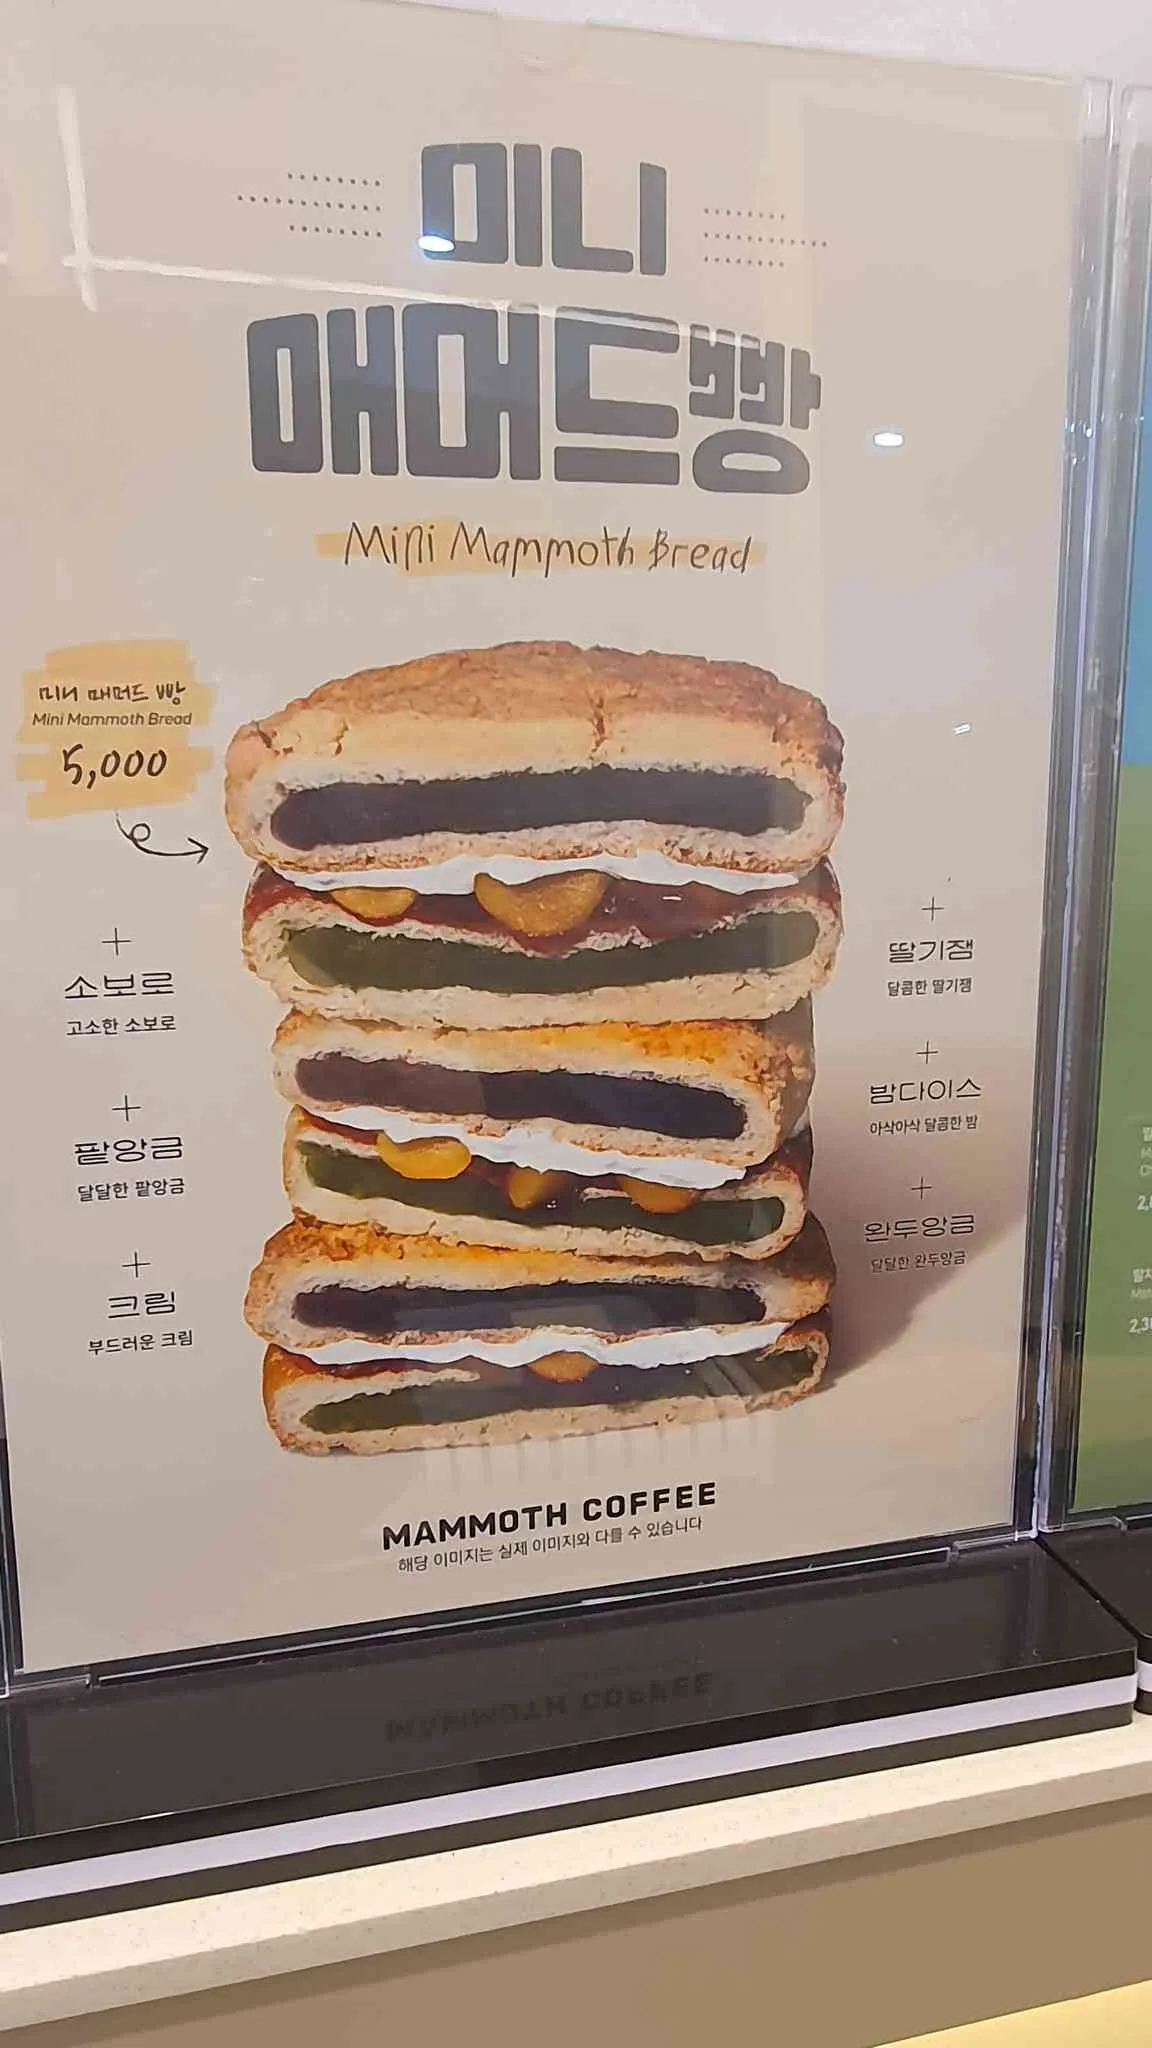 미니
매머드빵
Mini Mammoth Bread
미니 매머드 빵
Mini Mammoth Bread
5,000
+
소보로
고소한 소보로
+
팥앙금
달달한 팥앙금
+
크림
부드러운 크림
+
딸기잼
달콤한 딸기잼
+
밤다이스
아삭아삭 달콤한 밤
+
완두앙금
달달한 완두앙금
MAMMOTH COFFEE
해당 이미지는 실제 이미지와 다를 수 있습니다
MAMMOTH COFFEE